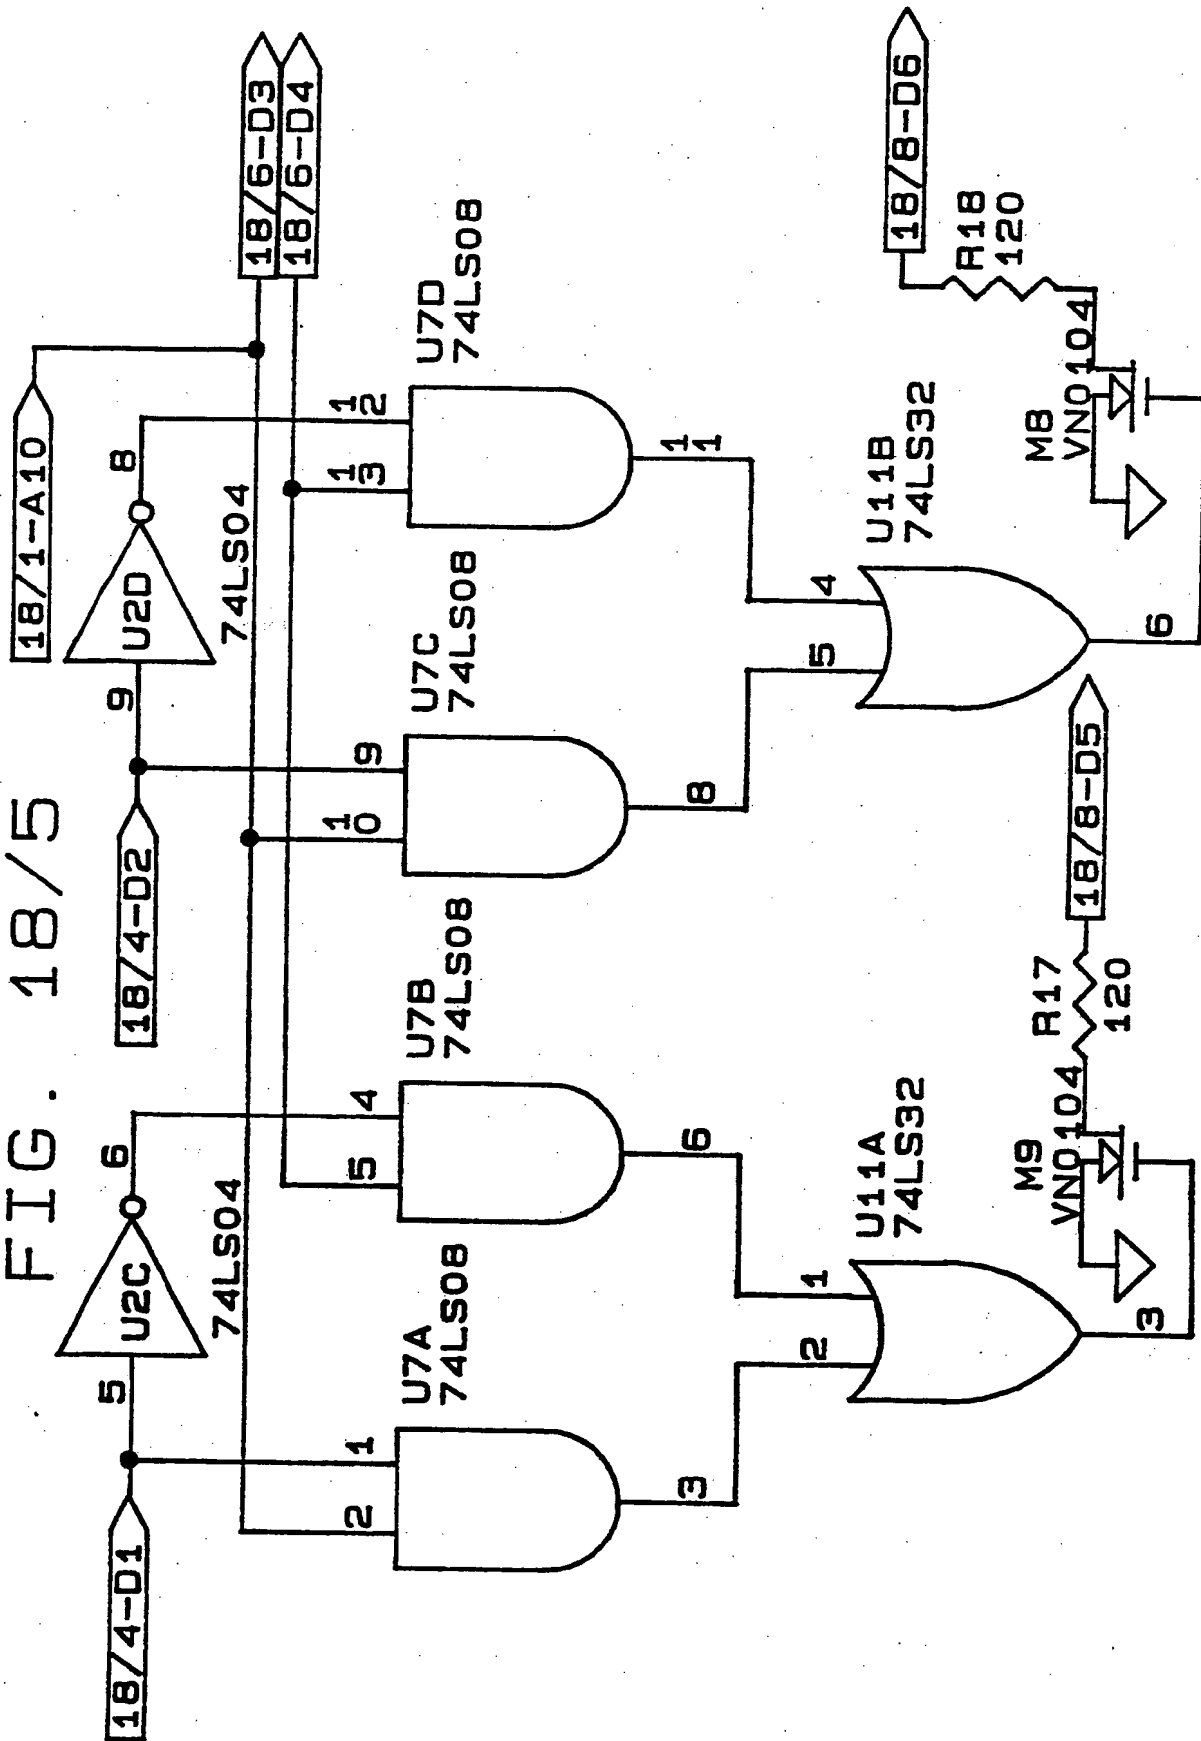 FIG. 18/5
18/4-D1
5
U2C
6
74LS04
18/4-D2
9
U2D
8
74LS04
18/1-A10
18/6-D3
18/6-D4
2
1
U7A
74LS08
3
5
4
U7B
74LS08
6
10
9
U7C
74LS08
8
13
12
U7D
74LS08
11
2
1
U11A
74LS32
3
5
4
U11B
74LS32
6
M9
VN0104
R17
120
18/8-D5
M8
VN0104
R18
120
18/8-D6